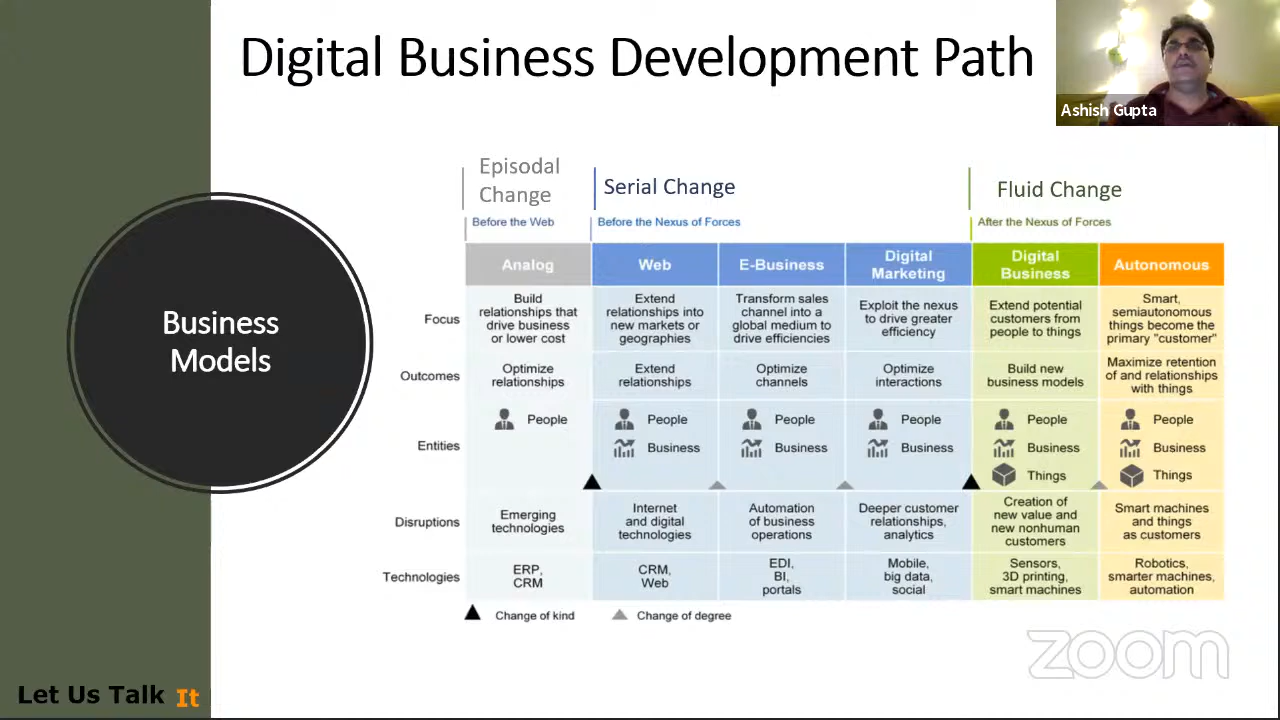 Digital Business Development Path
Ashish Gupta
Business
Models
Episodal
Change
Serial Change
Fluid Change
Before the Web
Before the Nexus of Forces
After the Nexus of Forces
Analog
Web
E-Business
Digital
Marketing
Digital
Business
Autonomous
Focus
Build
relationships that
drive business
or lower cost
Extend
relationships into
new markets or
geographies
Transform sales
channel into a
global medium to
drive efficiencies
Exploit the nexus
to drive greater
efficiency
Extend potential
customers from
people to things
Smart,
semiautonomous
things become the
primary "customer"
Outcomes
Optimize
relationships
Extend
relationships
Optimize
channels
Optimize
interactions
Build new
business models
Maximize retention
of and relationships
with things
Entities
People
People
Business
People
Business
People
Business
People
Business
Things
People
Business
Things
Disruptions
Emerging
technologies
Internet
and digital
technologies
Automation
of business
operations
Deeper customer
relationships,
analytics
Creation of
new value and
new nonhuman
customers
Smart machines
and things
as customers
Technologies
ERP,
CRM
CRM,
Web
EDI,
BI,
portals
Mobile,
big data,
social
Sensors,
3D printing,
smart machines
Robotics,
smarter machines,
automation
Change of kind
Change of degree
zoom
Let Us Talk It